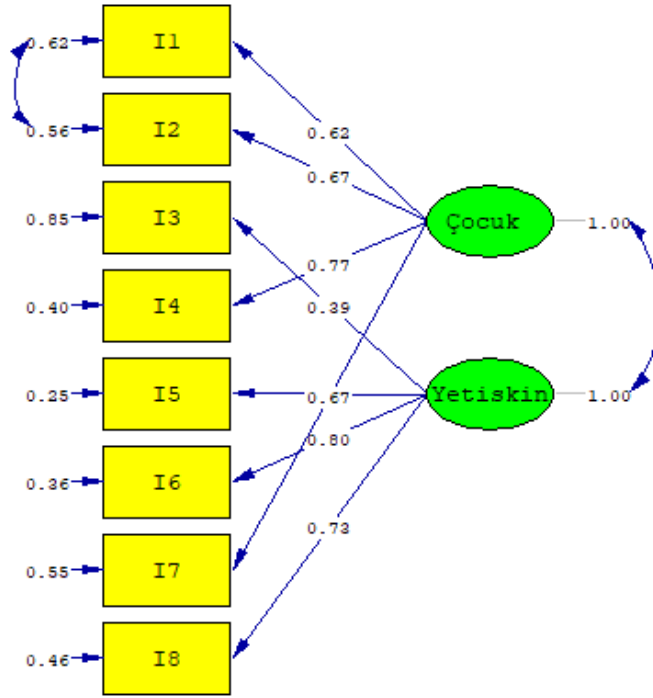 0.62 I1
0.62
0.56 I2
0.67
0.85 I3
Çocuk 1.00
0.77
0.40 I4
0.39
0.25 I5
0.67
Yetiskin 1.00
0.80
0.36 I6
0.73
0.55 I7
0.46 I8